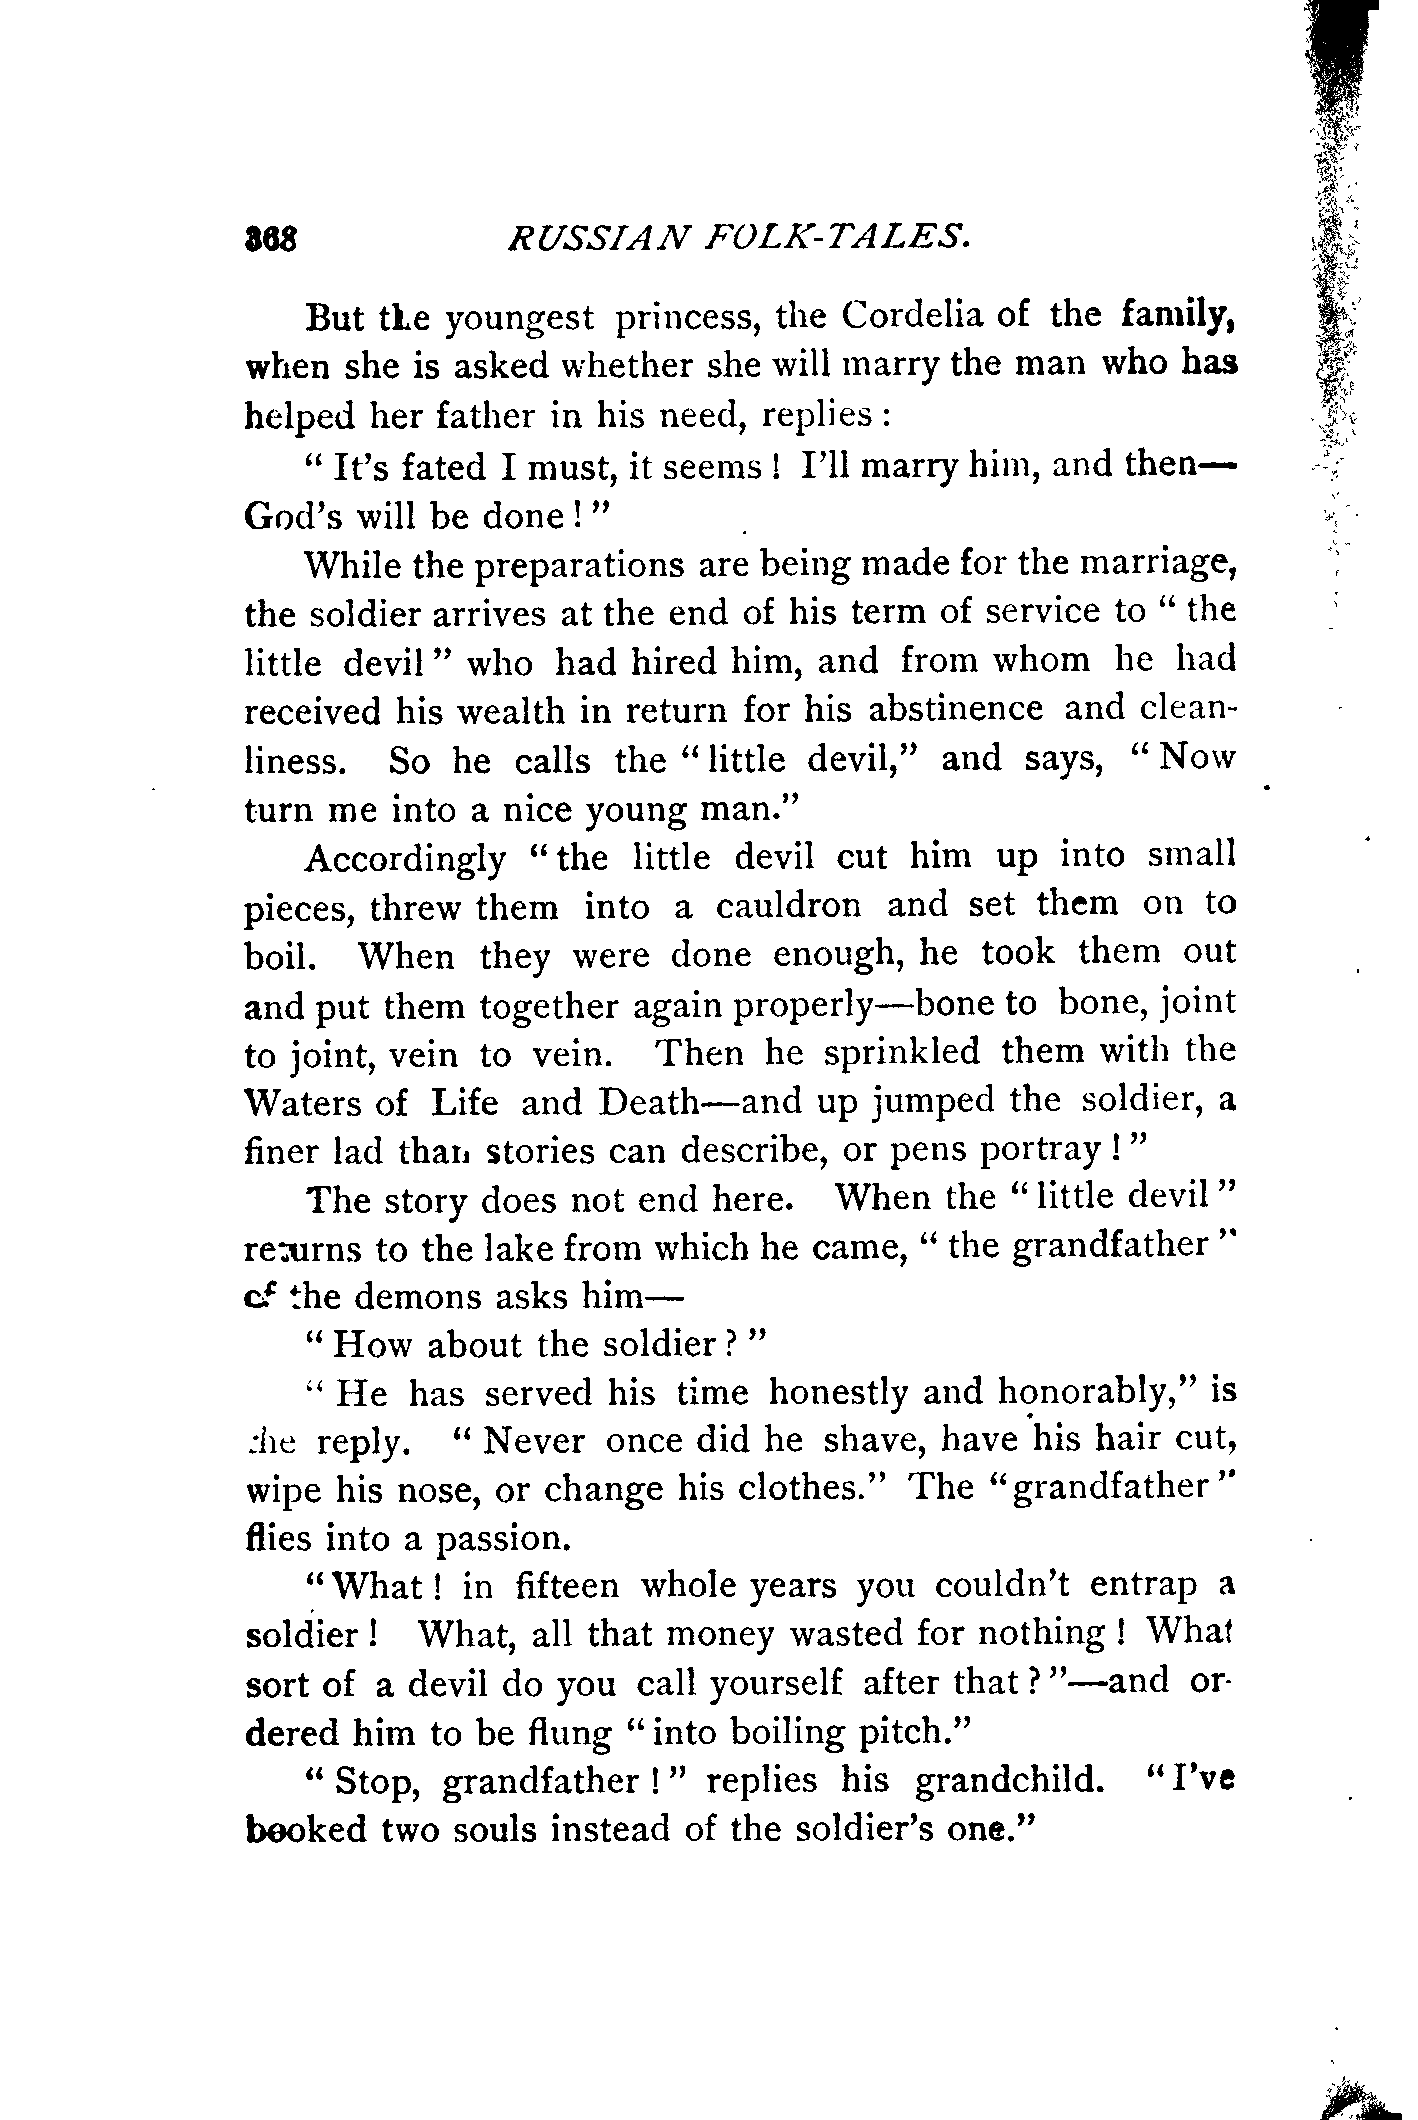 368 RUSSIAN FOLK-TALES.
But the youngest princess, the Cordelia of the family,
when she is asked whether she will marry the man who has
helped her father in his need, replies :
" It's fated I must, it seems ! I'll marry him, and then—
God's will be done ! "
While the preparations are being made for the marriage,
the soldier arrives at the end of his term of service to " the
little devil " who had hired him, and from whom he had
received his wealth in return for his abstinence and clean-
liness. So he calls the " little devil," and says, " Now
turn me into a nice young man."
Accordingly " the little devil cut him up into small
pieces, threw them into a cauldron and set them on to
boil. When they were done enough, he took them out
and put them together again properly—bone to bone, joint
to joint, vein to vein. Then he sprinkled them with the
Waters of Life and Death—and up jumped the soldier, a
finer lad than stories can describe, or pens portray ! "
The story does not end here. When the " little devil "
returns to the lake from which he came, " the grandfather "
of the demons asks him—
" How about the soldier ? "
" He has served his time honestly and honorably," is
the reply. " Never once did he shave, have his hair cut,
wipe his nose, or change his clothes." The " grandfather "
flies into a passion.
" What ! in fifteen whole years you couldn't entrap a
soldier ! What, all that money wasted for nothing ! What
sort of a devil do you call yourself after that ? "—and or-
dered him to be flung " into boiling pitch."
" Stop, grandfather ! " replies his grandchild. " I've
booked two souls instead of the soldier's one."